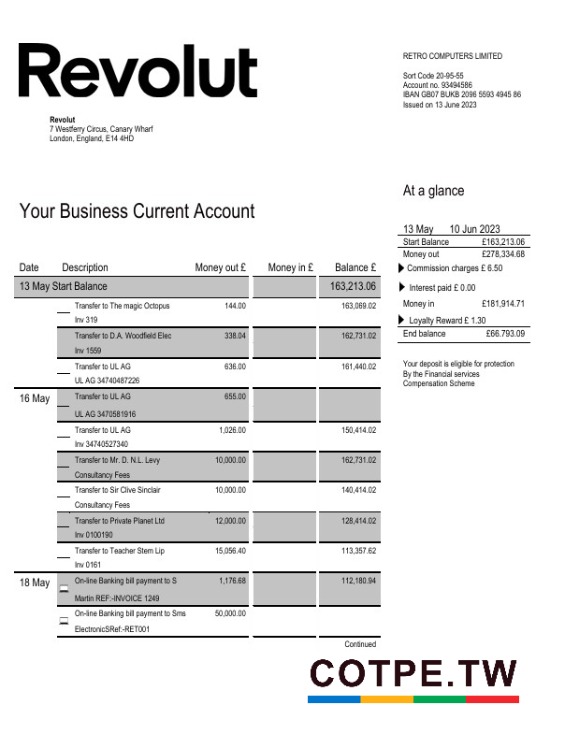 Revolut
RETRO COMPUTERS LIMITED
Sort Code 20-95-55
Account no. 93494586
IBAN GB07 BUKB 2096 5593 4945 86
Issued on 13 June 2023
Revolut
7 Westferry Circus, Canary Wharf
London, England, E14 4HD
At a glance
Your Business Current Account
13 May 10 Jun 2023
Start Balance £163,213.06
Money out £278,334.68
Commission charges £ 6.50
Interest paid £ 0.00
Money in £181,914.71
Loyalty Reward £ 1.30
End balance £66.793.09
Your deposit is eligible for protection
By the Financial services
Compensation Scheme
Date Description Money out £ Money in £ Balance £
13 May Start Balance 163,213.06
Transfer to The magic Octopus 144.00 163,069.02
Inv 319
Transfer to D.A. Woodfield Elec 338.04 162,731.02
Inv 1559
Transfer to UL AG 636.00 161,440.02
UL AG 34740487226
16 May Transfer to UL AG 655.00
UL AG 3470581916
Transfer to UL AG 1,026.00 150,414.02
Inv 34740527340
Transfer to Mr. D. N.L. Levy 10,000.00 162,731.02
Consultancy Fees
Transfer to Sir Clive Sinclair 10,000.00 140,414.02
Consultancy Fees
Transfer to Private Planet Ltd 12,000.00 128,414.02
Inv 0100190
Transfer to Teacher Stem Lip 15,056.40 113,357.62
Inv 0161
18 May On-line Banking bill payment to S 1,176.68 112,180.94
Martin REF:-INVOICE 1249
On-line Banking bill payment to Sms 50,000.00
ElectronicSRef:-RET001
Continued
COTPE.TW